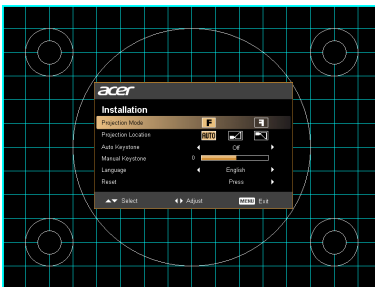 acer
Installation
Projection Mode F F
Projection Location AUTO
Auto Keystone Off
Manual Keystone 0
Language English
Reset Press
Select Adjust MENU Exit